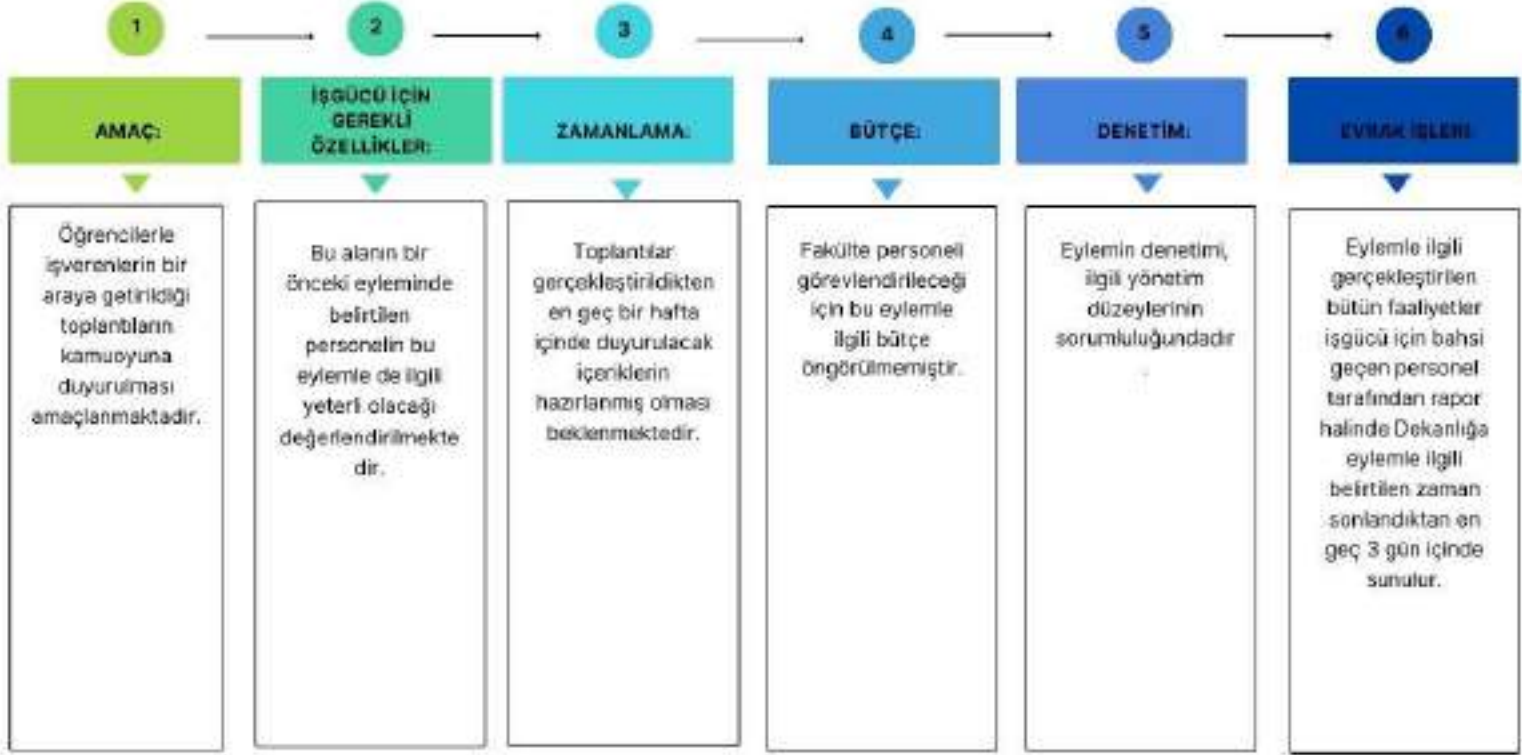 1
2
3
4
5
6
AMAÇ:
İŞGÜCÜ İÇİN
GEREKLİ
ÖZELLİKLER:
ZAMANLAMA:
BÜTÇE:
DENETİM:
EVRAK İŞLERİ:
Öğrencilerle
işverenlerin bir
araya getirildiği
toplantıların
kamuoyuna
duyurulması
amaçlanmaktadır.
Bu alanın bir
önceki eyleminde
belirtilen
personelin bu
eylemle de ilgili
yeterli olacağı
değerlendirilmekte
dir.
Toplantılar
gerçekleştirildikten
en geç bir hafta
içinde duyurulacak
içeriklerin
hazırlanmış olması
beklenmektedir.
Fakülte personeli
görevlendirileceği
için bu eylemle
ilgili bütçe
öngörülmemiştir.
Eylemin denetimi,
ilgili yönetim
düzeylerinin
sorumluluğundadır
.
Eylemle ilgili
gerçekleştirilen
bütün faaliyetler
işgücü için bahsi
geçen personel
tarafından rapor
halinde Dekanlığa
eylemle ilgili
belirtilen zaman
sonlandıktan en
geç 3 gün içinde
sunulur.